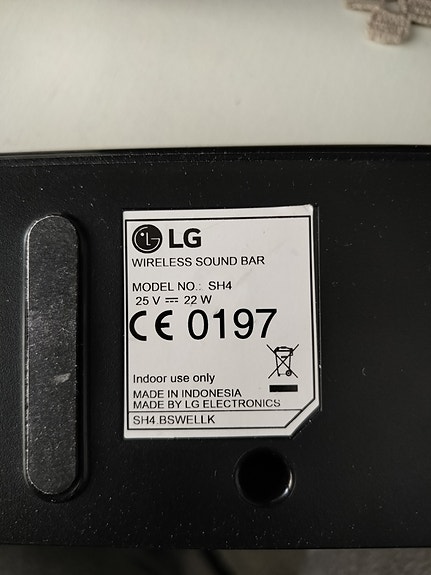 LG
WIRELESS SOUND BAR
MODEL NO.: SH4
25 V ⎓ 22 W
CE 0197
Indoor use only
MADE IN INDONESIA
MADE BY LG ELECTRONICS
SH4.BSWELLK